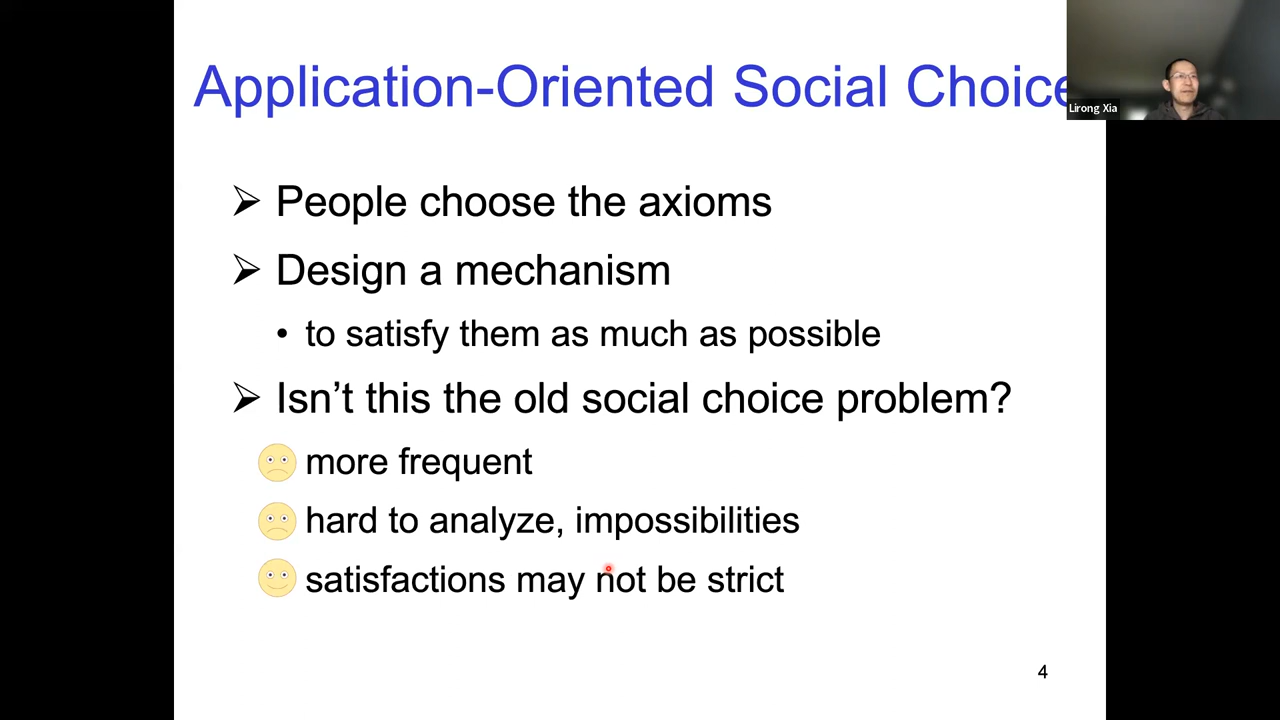 Application-Oriented Social Choice
Lirong Xia
➢ People choose the axioms
➢ Design a mechanism
• to satisfy them as much as possible
➢ Isn’t this the old social choice problem?
more frequent
hard to analyze, impossibilities
satisfactions may not be strict
4